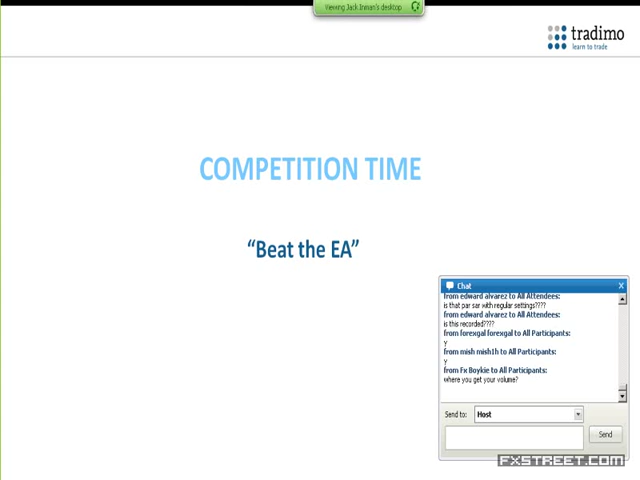 Viewing Jack Inman's desktop
tradimo
learn to trade
COMPETITION TIME
“Beat the EA”
Chat
from edward alvarez to All Attendees:
is that par sar with regular settings????
from edward alvarez to All Attendees:
is this recorded????
from forexgal forexgal to All Participants:
y
from mish mish1h to All Participants:
y
from Fx Boykie to All Participants:
where you get your volume?
Send to:
Host
Send
FXSTREET.COM